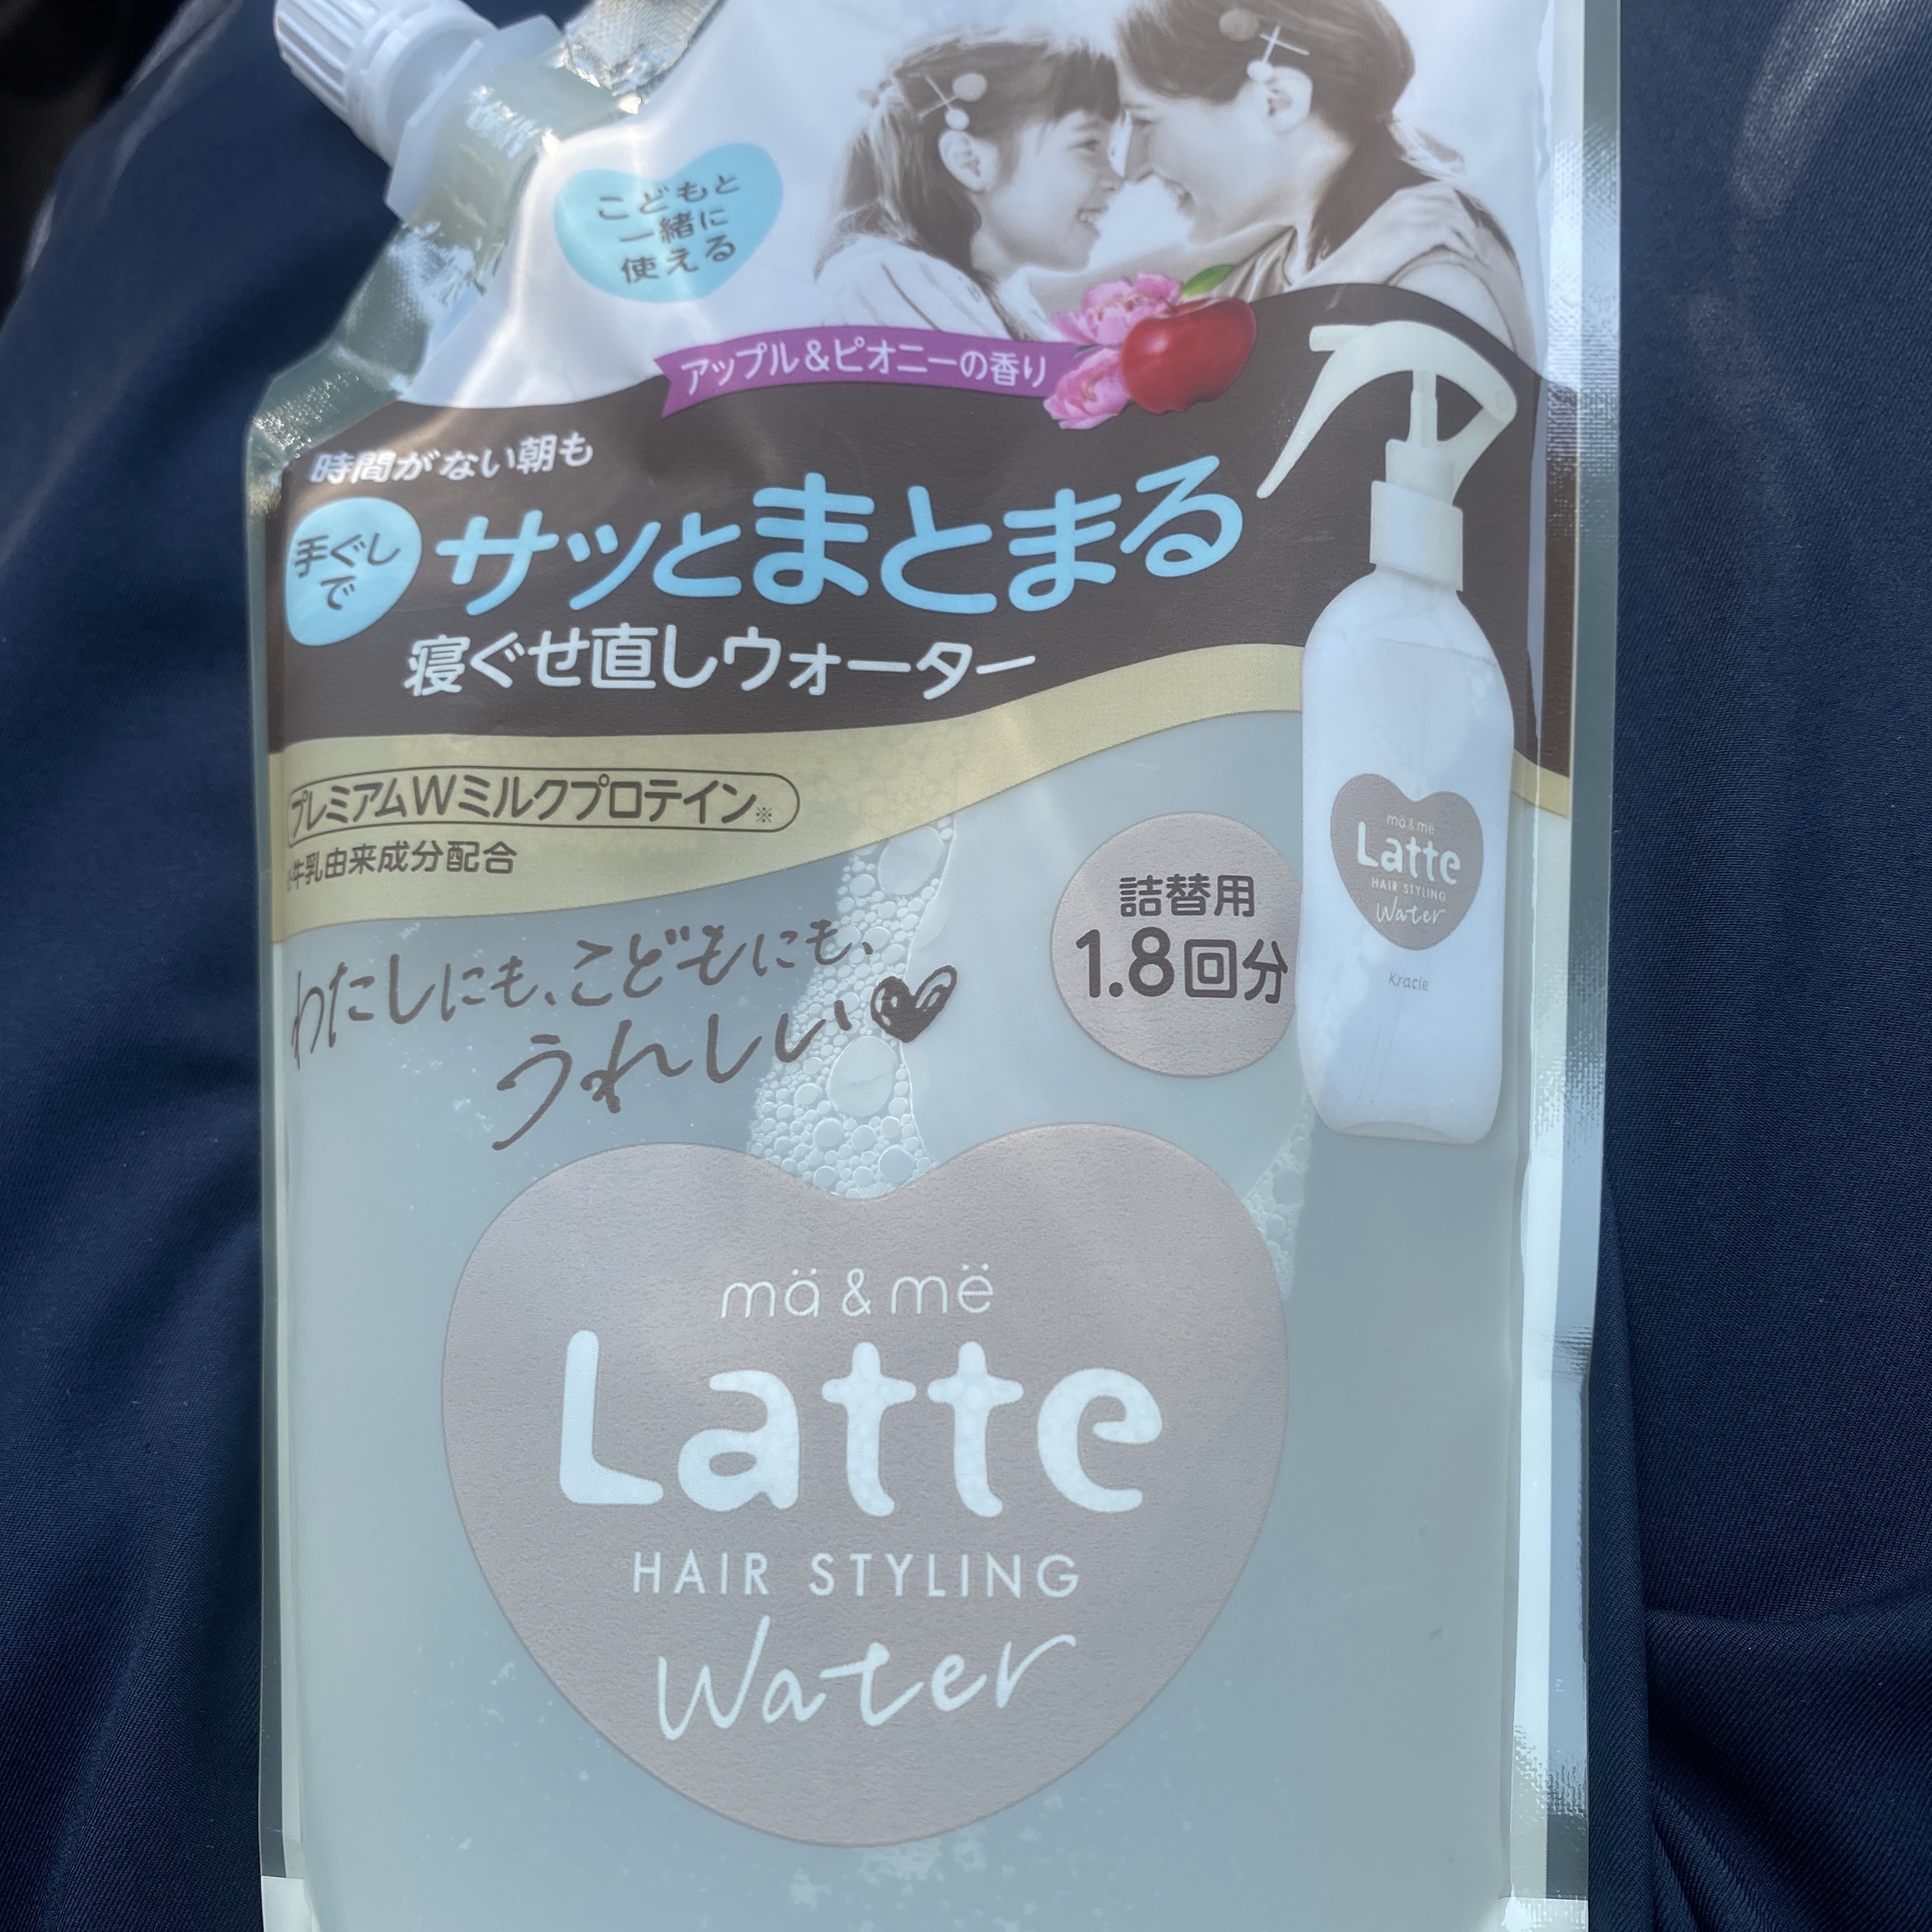 こどもと
一緒に
使える
アップル&ピオニーの香り
時間がない朝も
手ぐし
で
サッとまとまる
寝ぐせ直しウォーター
プレミアムWミルクプロテイン※
※牛乳由来成分配合
わたしにも、こどもにも、
うれしい
詰替用
1.8回分
mä & më
Latte
HAIR STYLING
Water
Kracie
mä & më
Latte
HAIR STYLING
Water